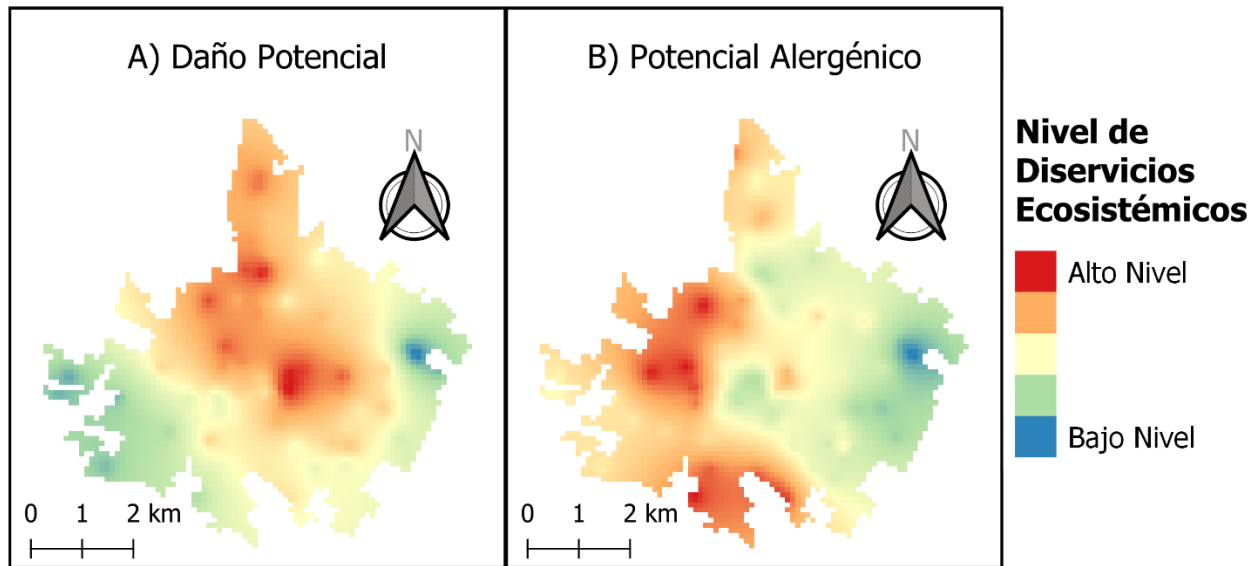 A) Daño Potencial
N
0 1 2 km
B) Potencial Alergénico
N
0 1 2 km
Nivel de
Diservicios
Ecosistémicos
Alto Nivel
Bajo Nivel